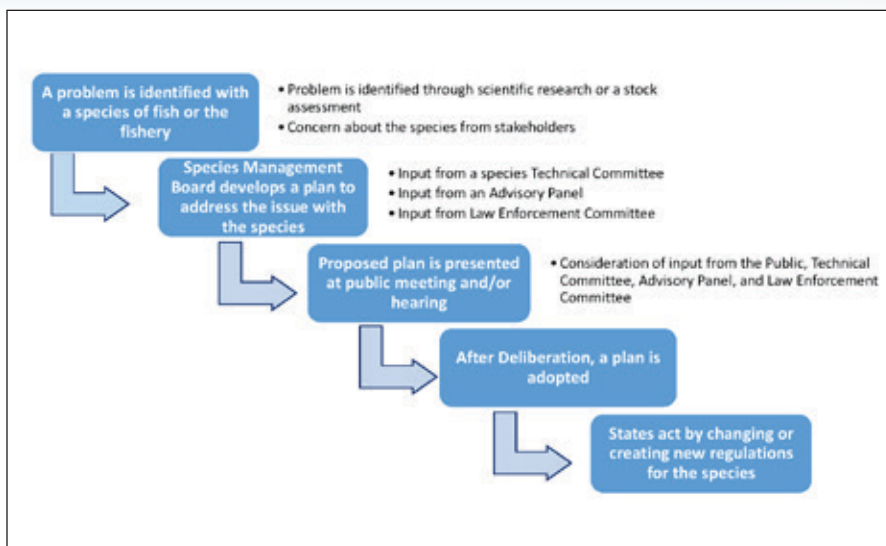 A problem is identified with
a species of fish or the
fishery
• Problem is identified through scientific research or a stock
assessment
• Concern about the species from stakeholders
Species Management
Board develops a plan to
address the issue with
the species
• Input from a species Technical Committee
• Input from an Advisory Panel
• Input from Law Enforcement Committee
Proposed plan is presented
at public meeting and/or
hearing
• Consideration of input from the Public, Technical
Committee, Advisory Panel, and Law Enforcement
Committee
After Deliberation, a plan is
adopted
States act by changing or
creating new regulations
for the species